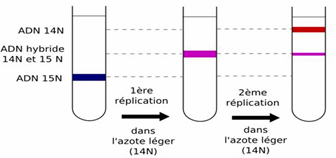 ADN 14N
ADN hybride
14N et 15 N
ADN 15N
1ère
réplication
dans
l'azote léger
(14N)
2ème
réplication
dans
l'azote léger
(14N)